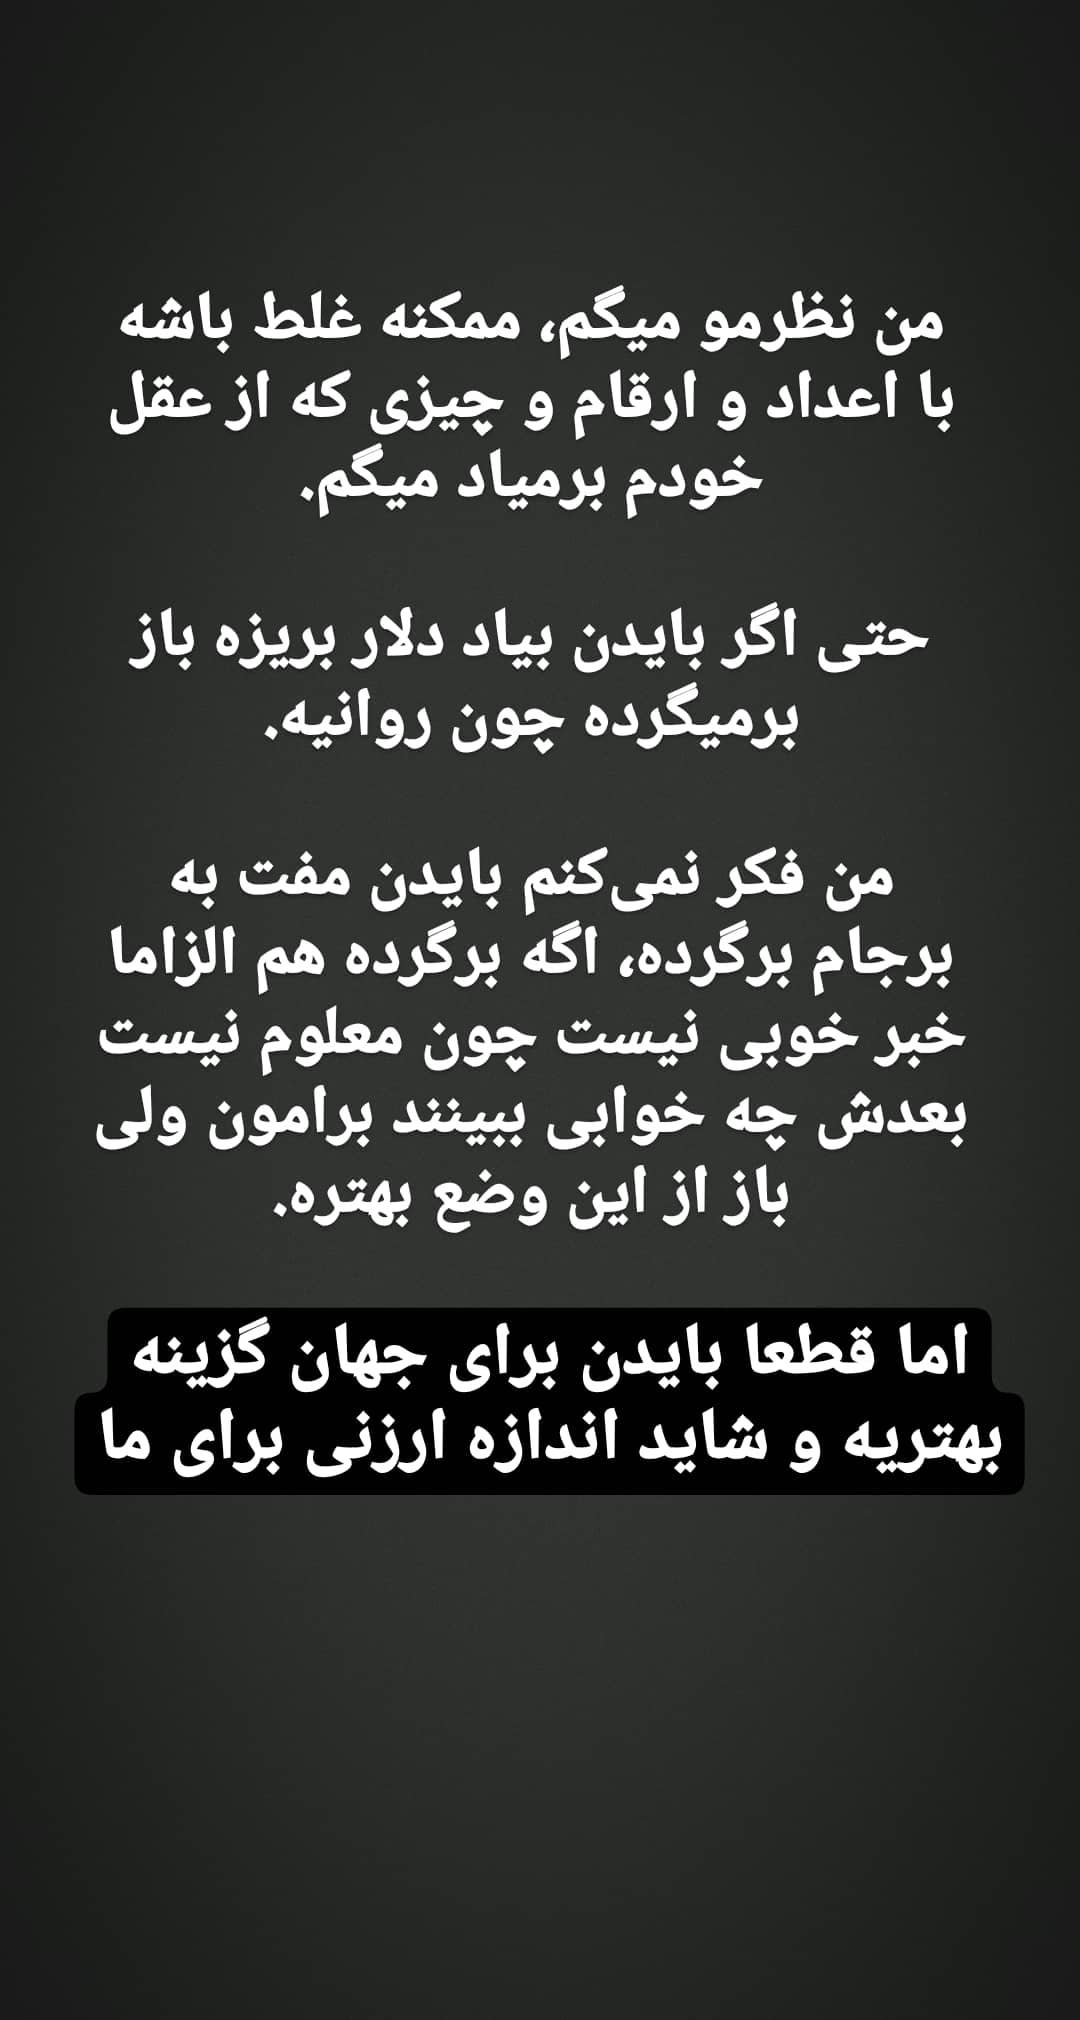 من نظرمو میگم، ممکنه غلط باشه
با اعداد و ارقام و چیزی که از عقل
خودم برمیاد میگم.
حتی اگر بایدن بیاد دلار بریزه باز
برمیگرده چون روانیه.
من فکر نمی‌کنم بایدن مفت به
برجام برگرده، اگه برگرده هم الزاما
خبر خوبی نیست چون معلوم نیست
بعدش چه خوابی ببینند برامون ولی
باز از این وضع بهتره.
اما قطعا بایدن برای جهان گزینه
بهتریه و شاید اندازه ارزنی برای ما